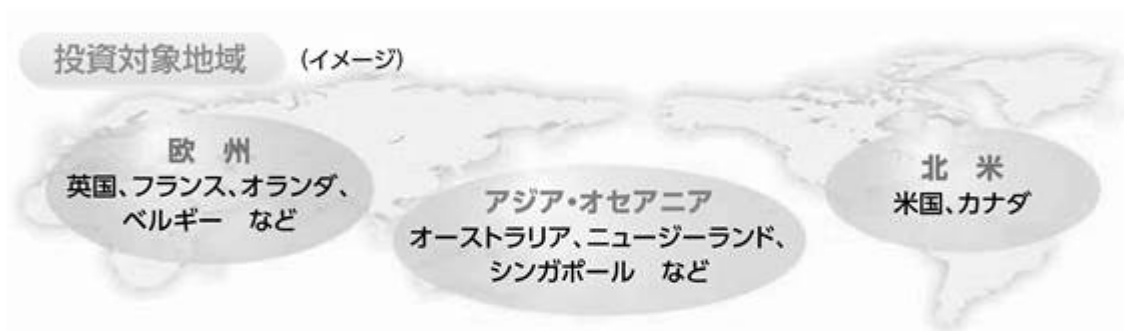 投資対象地域 (イメージ)
欧 州
英国、フランス、オランダ、
ベルギー など
アジア・オセアニア
オーストラリア、ニュージーランド、
シンガポール など
北 米
米国、カナダ